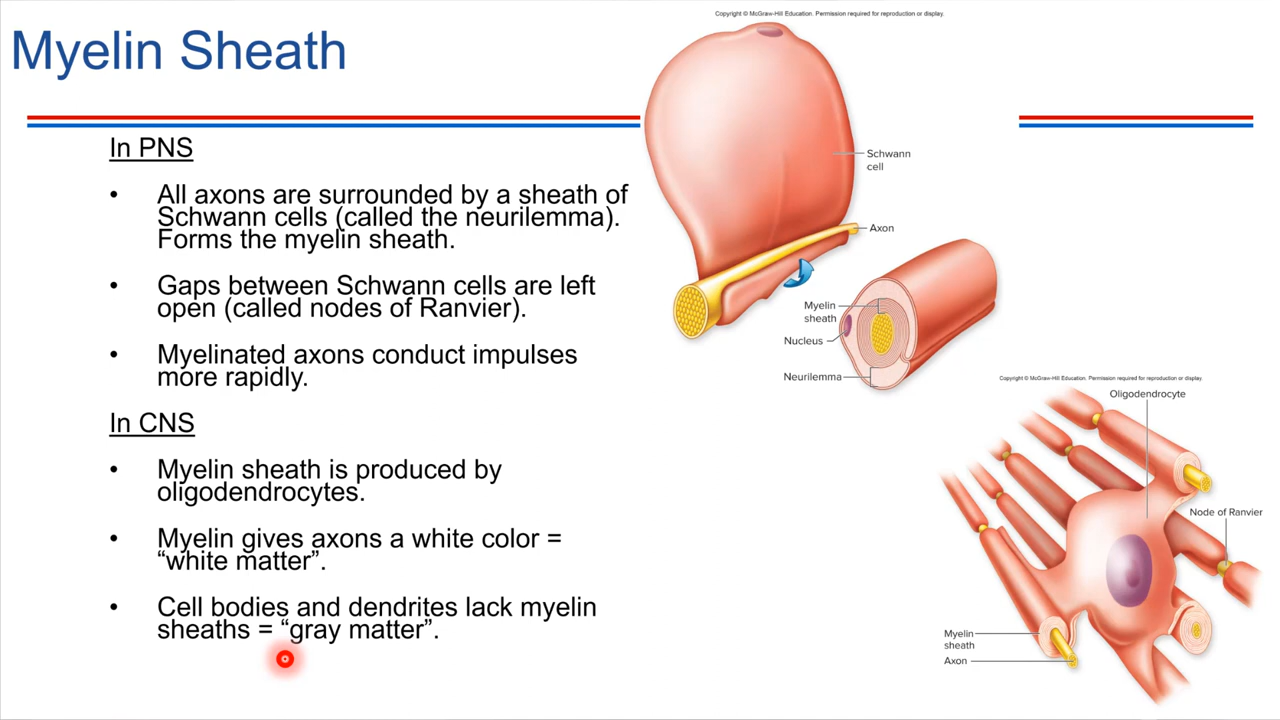 Copyright © McGraw-Hill Education. Permission required for reproduction or display.
Myelin Sheath
In PNS
• All axons are surrounded by a sheath of
Schwann cells (called the neurilemma).
Forms the myelin sheath.
• Gaps between Schwann cells are left
open (called nodes of Ranvier).
• Myelinated axons conduct impulses
more rapidly.
In CNS
• Myelin sheath is produced by
oligodendrocytes.
• Myelin gives axons a white color =
“white matter”.
• Cell bodies and dendrites lack myelin
sheaths = “gray matter”.
Schwann
cell
Axon
Myelin
sheath
Nucleus
Neurilemma
Copyright © McGraw-Hill Education. Permission required for reproduction or display.
Oligodendrocyte
Node of Ranvier
Myelin
sheath
Axon